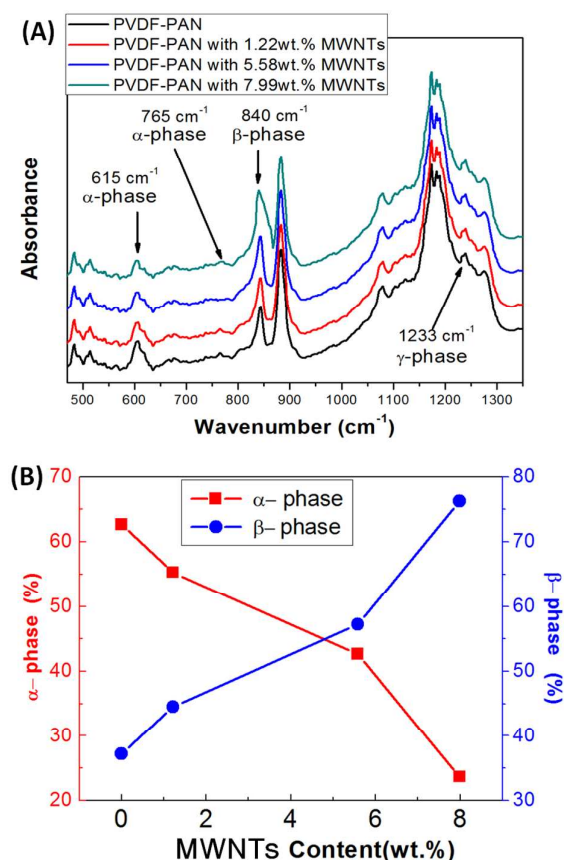 (A)
PVDF-PAN
PVDF-PAN with 1.22wt.% MWNTs
PVDF-PAN with 5.58wt.% MWNTs
PVDF-PAN with 7.99wt.% MWNTs
765 cm⁻¹
α-phase
840 cm⁻¹
β-phase
615 cm⁻¹
α-phase
1233 cm⁻¹
γ-phase
Absorbance
500 600 700 800 900 1000 1100 1200 1300
Wavenumber (cm⁻¹)
(B)
α– phase
β– phase
70
60
50
40
30
20
α– phase (%)
80
70
60
50
40
30
β– phase (%)
0 2 4 6 8
MWNTs Content(wt.%)